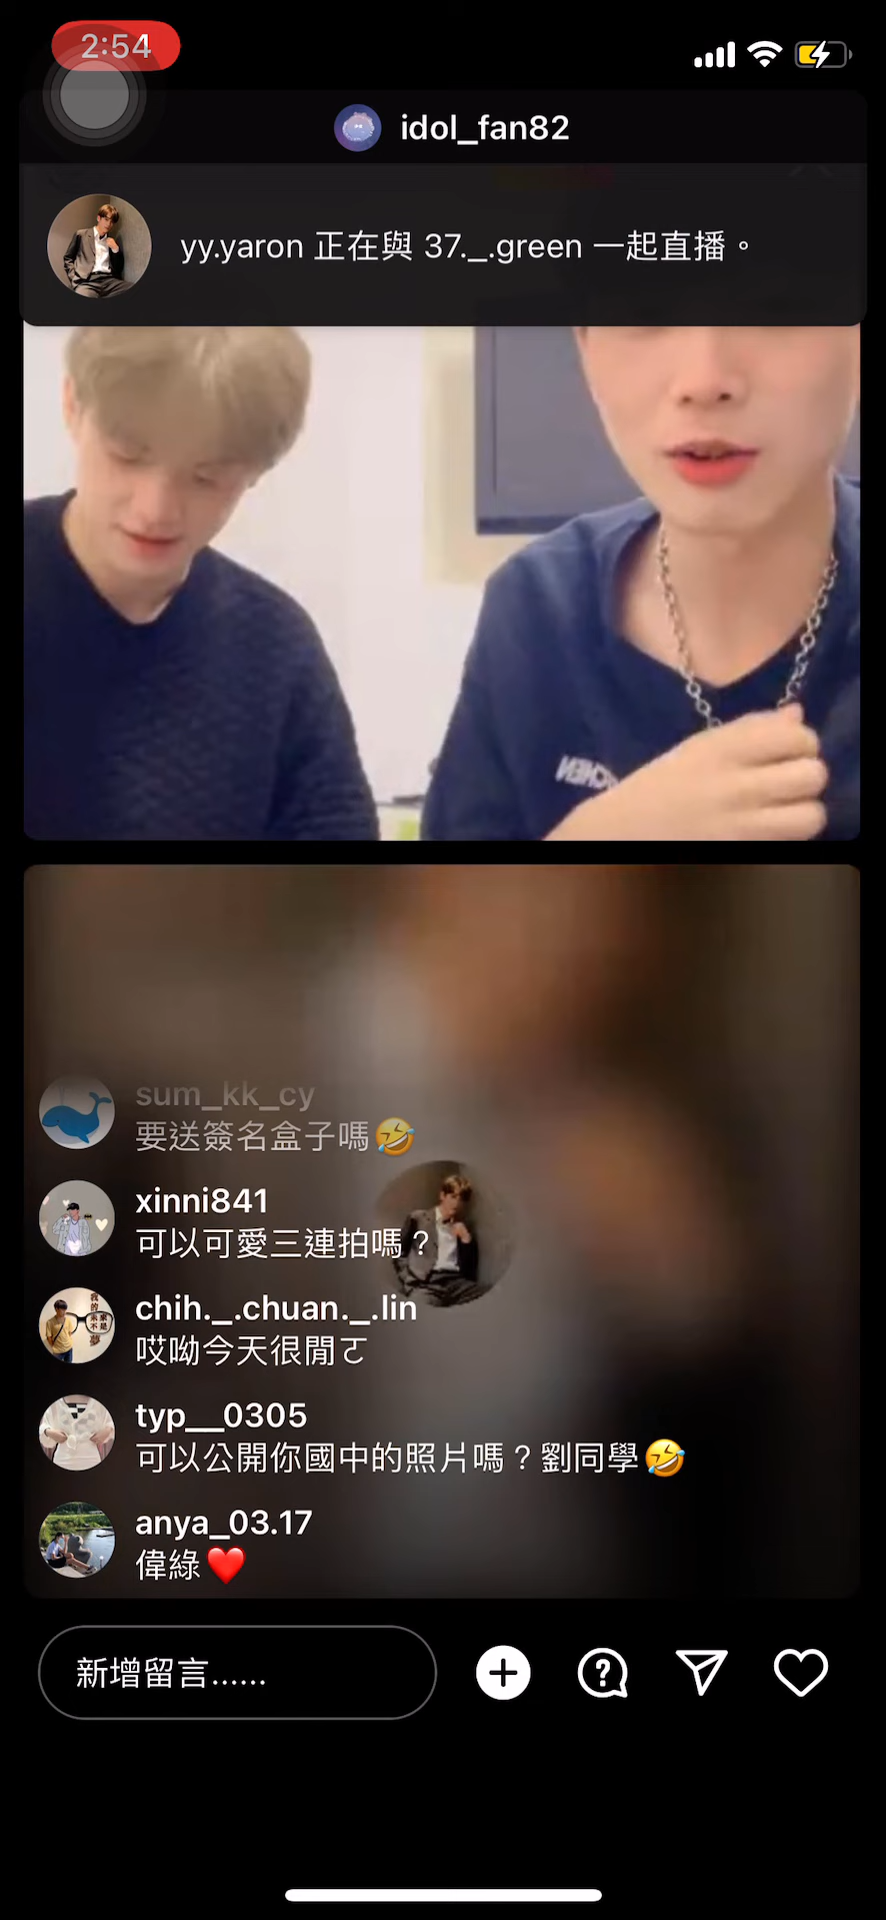 2:54
idol_fan82
yy.yaron 正在與 37._.green 一起直播。
sum_kk_cy
要送簽名盒子嗎🤣
xinni841
可以可愛三連拍嗎？
chih._.chuan._.lin
哎呦今天很閒ㄛ
typ__0305
可以公開你國中的照片嗎？劉同學🤣
anya_03.17
偉綠❤️
新增留言......